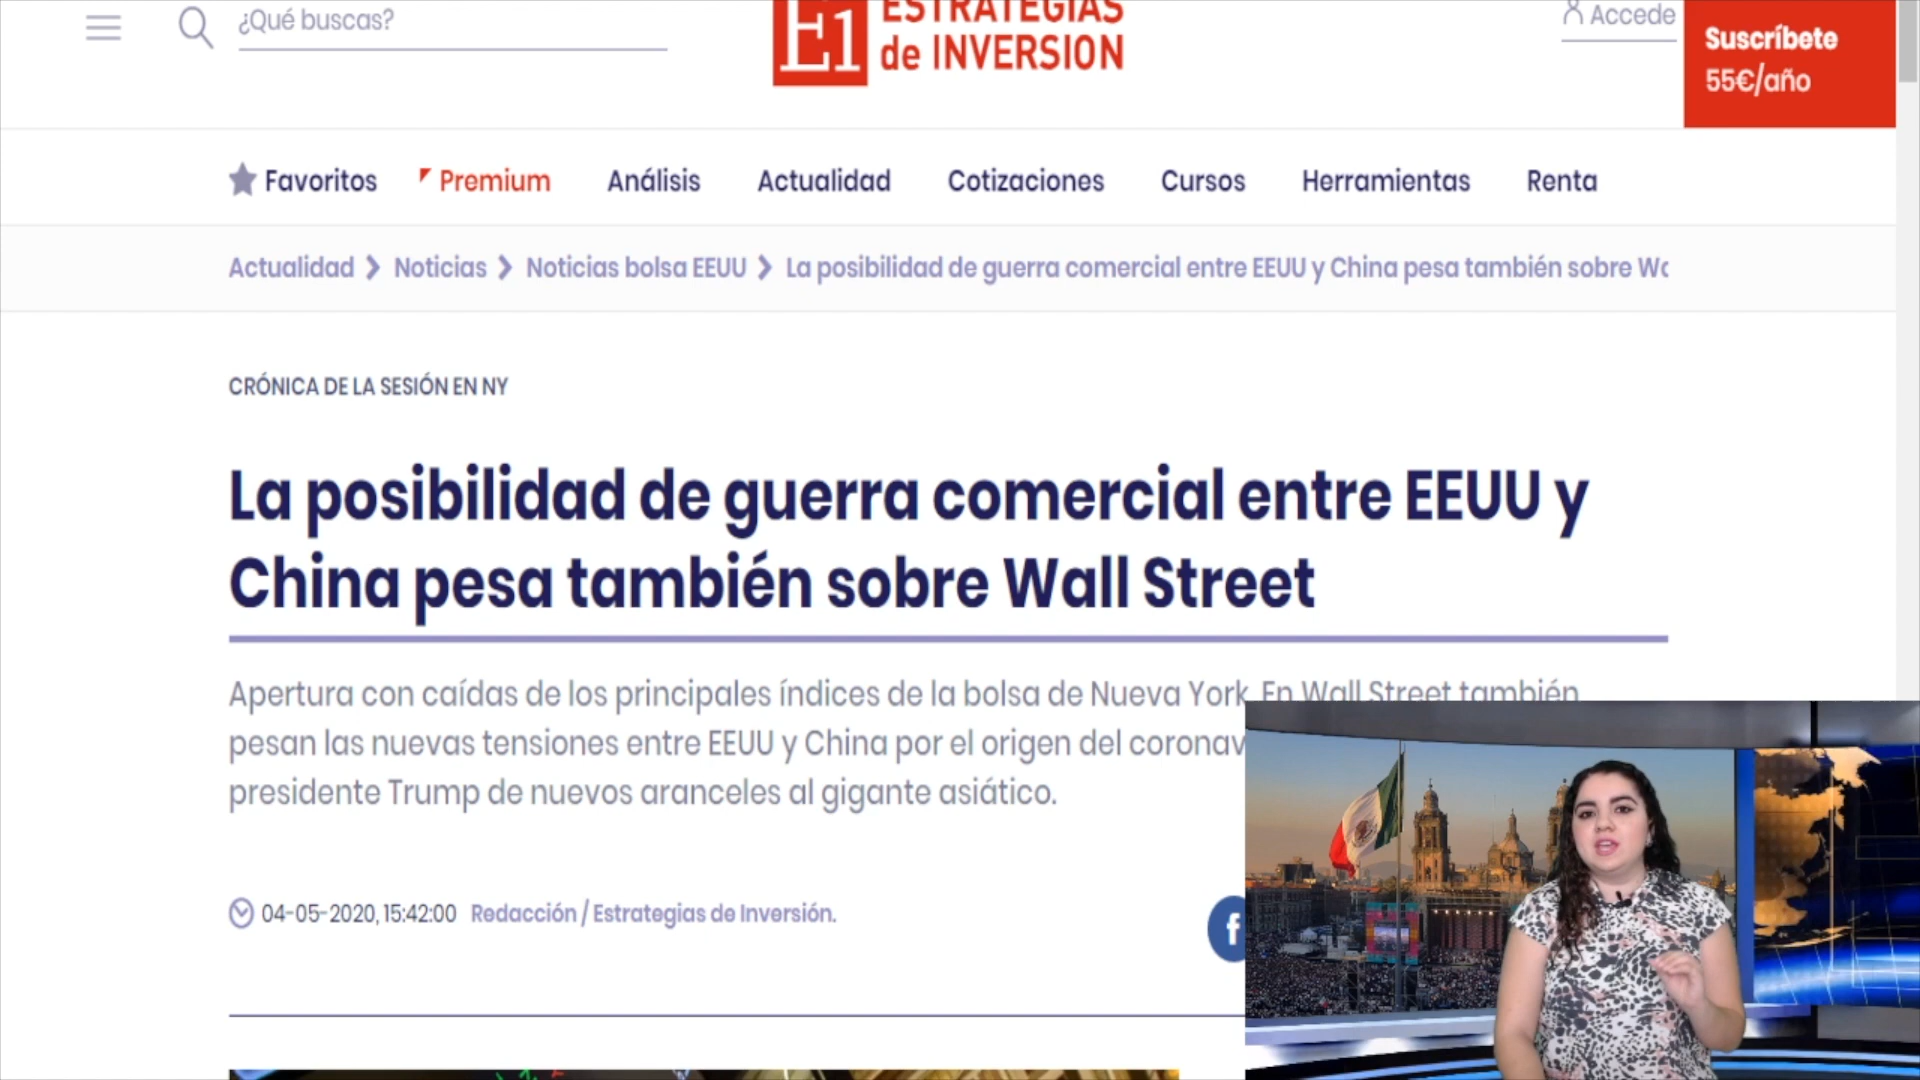 ¿Qué buscas?
E1
ESTRATEGIAS
de INVERSION
Accede
Suscríbete
55€/año
Favoritos Premium Análisis Actualidad Cotizaciones Cursos Herramientas Renta
Actualidad > Noticias > Noticias bolsa EEUU > La posibilidad de guerra comercial entre EEUU y China pesa también sobre
CRÓNICA DE LA SESIÓN EN NY
La posibilidad de guerra comercial entre EEUU y
China pesa también sobre Wall Street
Apertura con caídas de los principales índices de la bolsa de Nueva York. En Wall Street también
pesan las nuevas tensiones entre EEUU y China por el origen del coronav
presidente Trump de nuevos aranceles al gigante asiático.
04-05-2020, 15:42:00 Redacción / Estrategias de Inversión.
f